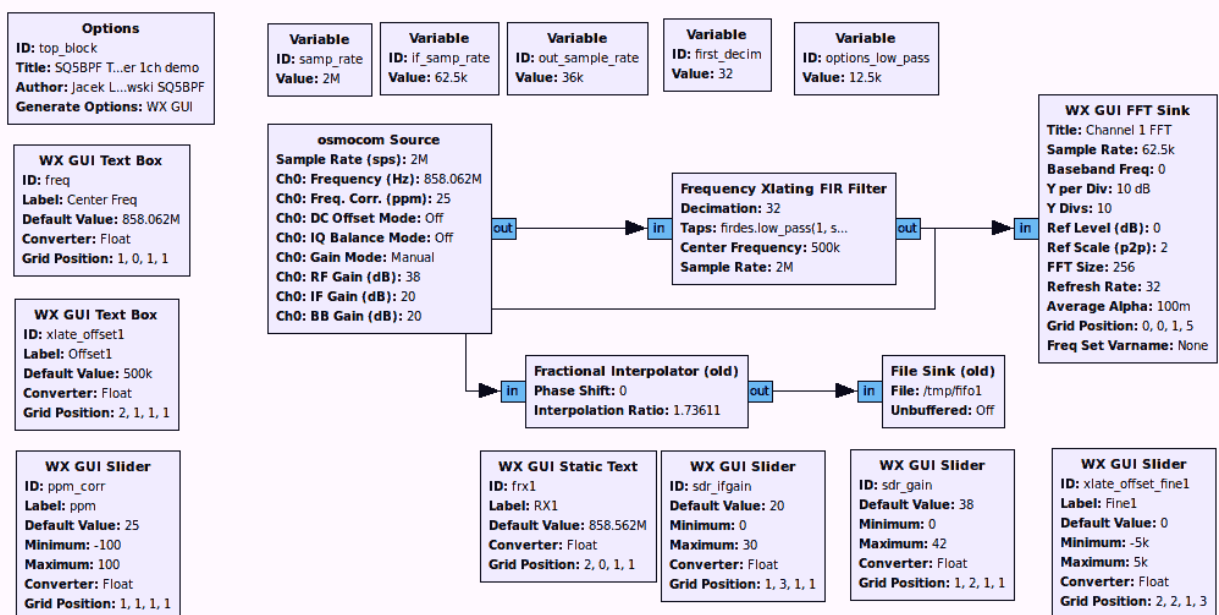 Options
ID: top_block
Title: SQ5BPF T...er 1ch demo
Author: Jacek L...wski SQ5BPF
Generate Options: WX GUI
Variable
ID: samp_rate
Value: 2M
Variable
ID: if_samp_rate
Value: 62.5k
Variable
ID: out_sample_rate
Value: 36k
Variable
ID: first_decim
Value: 32
Variable
ID: options_low_pass
Value: 12.5k
WX GUI Text Box
ID: freq
Label: Center Freq
Default Value: 858.062M
Converter: Float
Grid Position: 1, 0, 1, 1
osmocom Source
Sample Rate (sps): 2M
Ch0: Frequency (Hz): 858.062M
Ch0: Freq. Corr. (ppm): 25
Ch0: DC Offset Mode: Off
Ch0: IQ Balance Mode: Off
Ch0: Gain Mode: Manual
Ch0: RF Gain (dB): 38
Ch0: IF Gain (dB): 20
Ch0: BB Gain (dB): 20
out
in
Frequency Xlating FIR Filter
Decimation: 32
Taps: firdes.low_pass(1, s...
Center Frequency: 500k
Sample Rate: 2M
out
in
WX GUI FFT Sink
Title: Channel 1 FFT
Sample Rate: 62.5k
Baseband Freq: 0
Y per Div: 10 dB
Y Divs: 10
Ref Level (dB): 0
Ref Scale (p2p): 2
FFT Size: 256
Refresh Rate: 32
Average Alpha: 100m
Grid Position: 0, 0, 1, 5
Freq Set Varname: None
WX GUI Text Box
ID: xlate_offset1
Label: Offset1
Default Value: 500k
Converter: Float
Grid Position: 2, 1, 1, 1
in
Fractional Interpolator (old)
Phase Shift: 0
Interpolation Ratio: 1.73611
out
in
File Sink (old)
File: /tmp/fifo1
Unbuffered: Off
WX GUI Slider
ID: ppm_corr
Label: ppm
Default Value: 25
Minimum: -100
Maximum: 100
Converter: Float
Grid Position: 1, 1, 1, 1
WX GUI Static Text
ID: frx1
Label: RX1
Default Value: 858.562M
Converter: Float
Grid Position: 2, 0, 1, 1
WX GUI Slider
ID: sdr_ifgain
Default Value: 20
Minimum: 0
Maximum: 30
Converter: Float
Grid Position: 1, 3, 1, 1
WX GUI Slider
ID: sdr_gain
Default Value: 38
Minimum: 0
Maximum: 42
Converter: Float
Grid Position: 1, 2, 1, 1
WX GUI Slider
ID: xlate_offset_fine1
Label: Fine1
Default Value: 0
Minimum: -5k
Maximum: 5k
Converter: Float
Grid Position: 2, 2, 1, 3